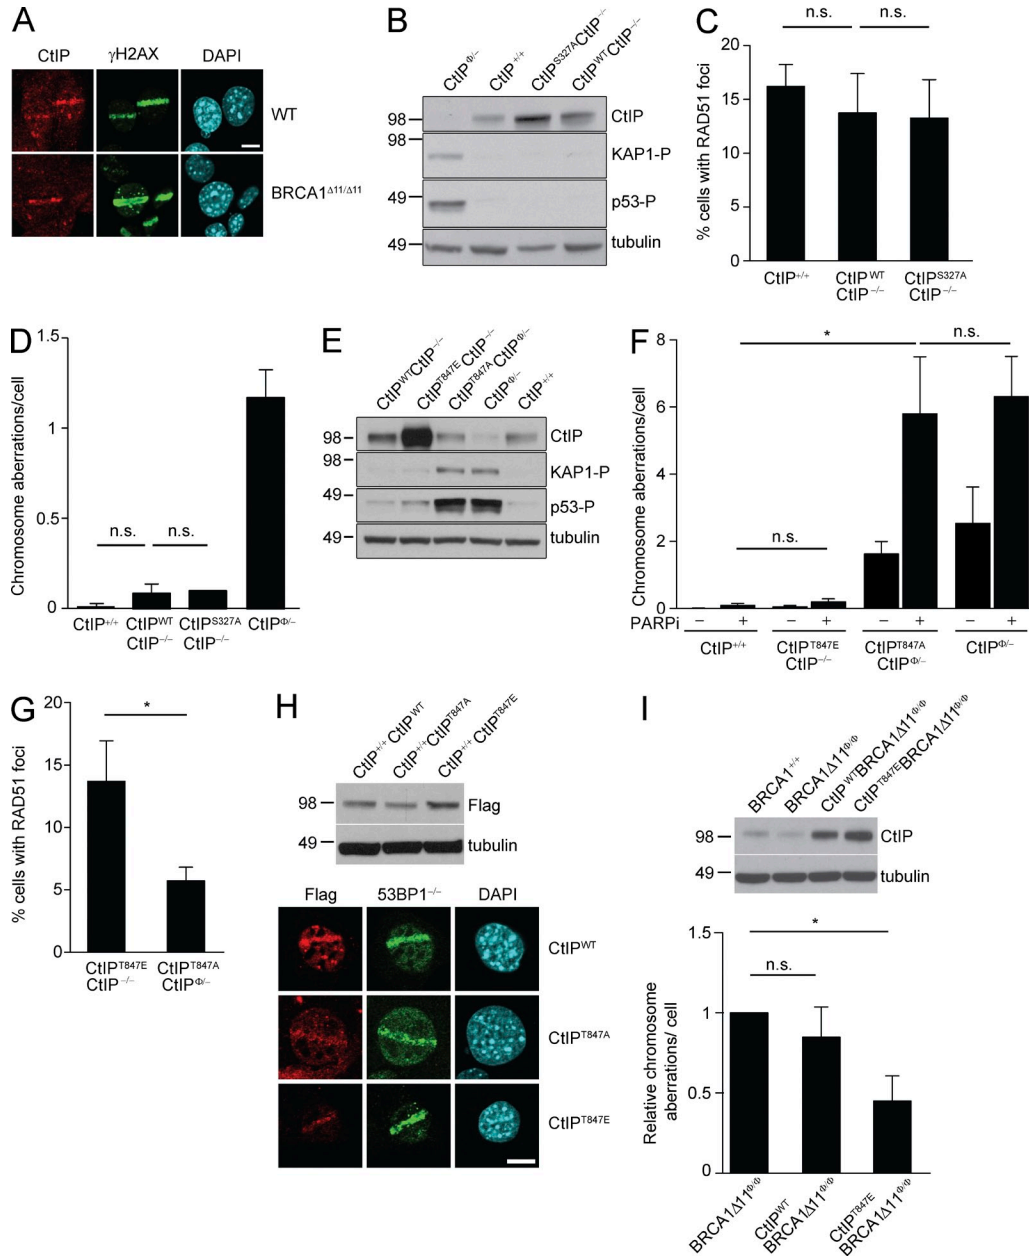 A
CtIP γH2AX DAPI
WT
BRCA1Δ11/Δ11
B
CtIPΦ/–
CtIP+/+
CtIPS327ACtIP–/–
CtIPWTCtIP–/–
98 CtIP
98
KAP1-P
49
p53-P
49 tubulin
C
n.s. n.s.
% cells with RAD51 foci
20
15
10
5
0
CtIP+/+
CtIPWT
CtIP–/–
CtIPS327A
CtIP–/–
D
Chromosome aberrations/cell
1.5
1
0.5
0
n.s. n.s.
CtIP+/+
CtIPWT
CtIP–/–
CtIPS327A
CtIP–/–
CtIPΦ/–
E
CtIPWTCtIP–/–
CtIPT847ECtIP–/–
CtIPT847ACtIPΦ/–
CtIPΦ/–
CtIP+/+
98 CtIP
98
KAP1-P
49
p53-P
49 tubulin
F
Chromosome aberrations/cell
8
6
4
2
0
* n.s.
n.s.
PARPi – + – + – + – +
CtIP+/+
CtIPT847E
CtIP–/–
CtIPT847A
CtIPΦ/–
CtIPΦ/–
G
% cells with RAD51 foci
20
15
10
5
0
*
CtIPT847E
CtIP–/–
CtIPT847A
CtIPΦ/–
H
CtIP+/+CtIPWT
CtIP+/+CtIPT847A
CtIP+/+CtIPT847E
98 Flag
49 tubulin
Flag 53BP1–/– DAPI
CtIPWT
CtIPT847A
CtIPT847E
I
BRCA1+/+
BRCA1Δ11Φ/Φ
CtIPWTBRCA1Δ11Φ/Φ
CtIPT847EBRCA1Δ11Φ/Φ
98 CtIP
49 tubulin
Relative chromosome
aberrations/ cell
1.5
1
0.5
0
*
n.s.
BRCA1Δ11Φ/Φ
CtIPWT
BRCA1Δ11Φ/Φ
CtIPT847E
BRCA1Δ11Φ/Φ